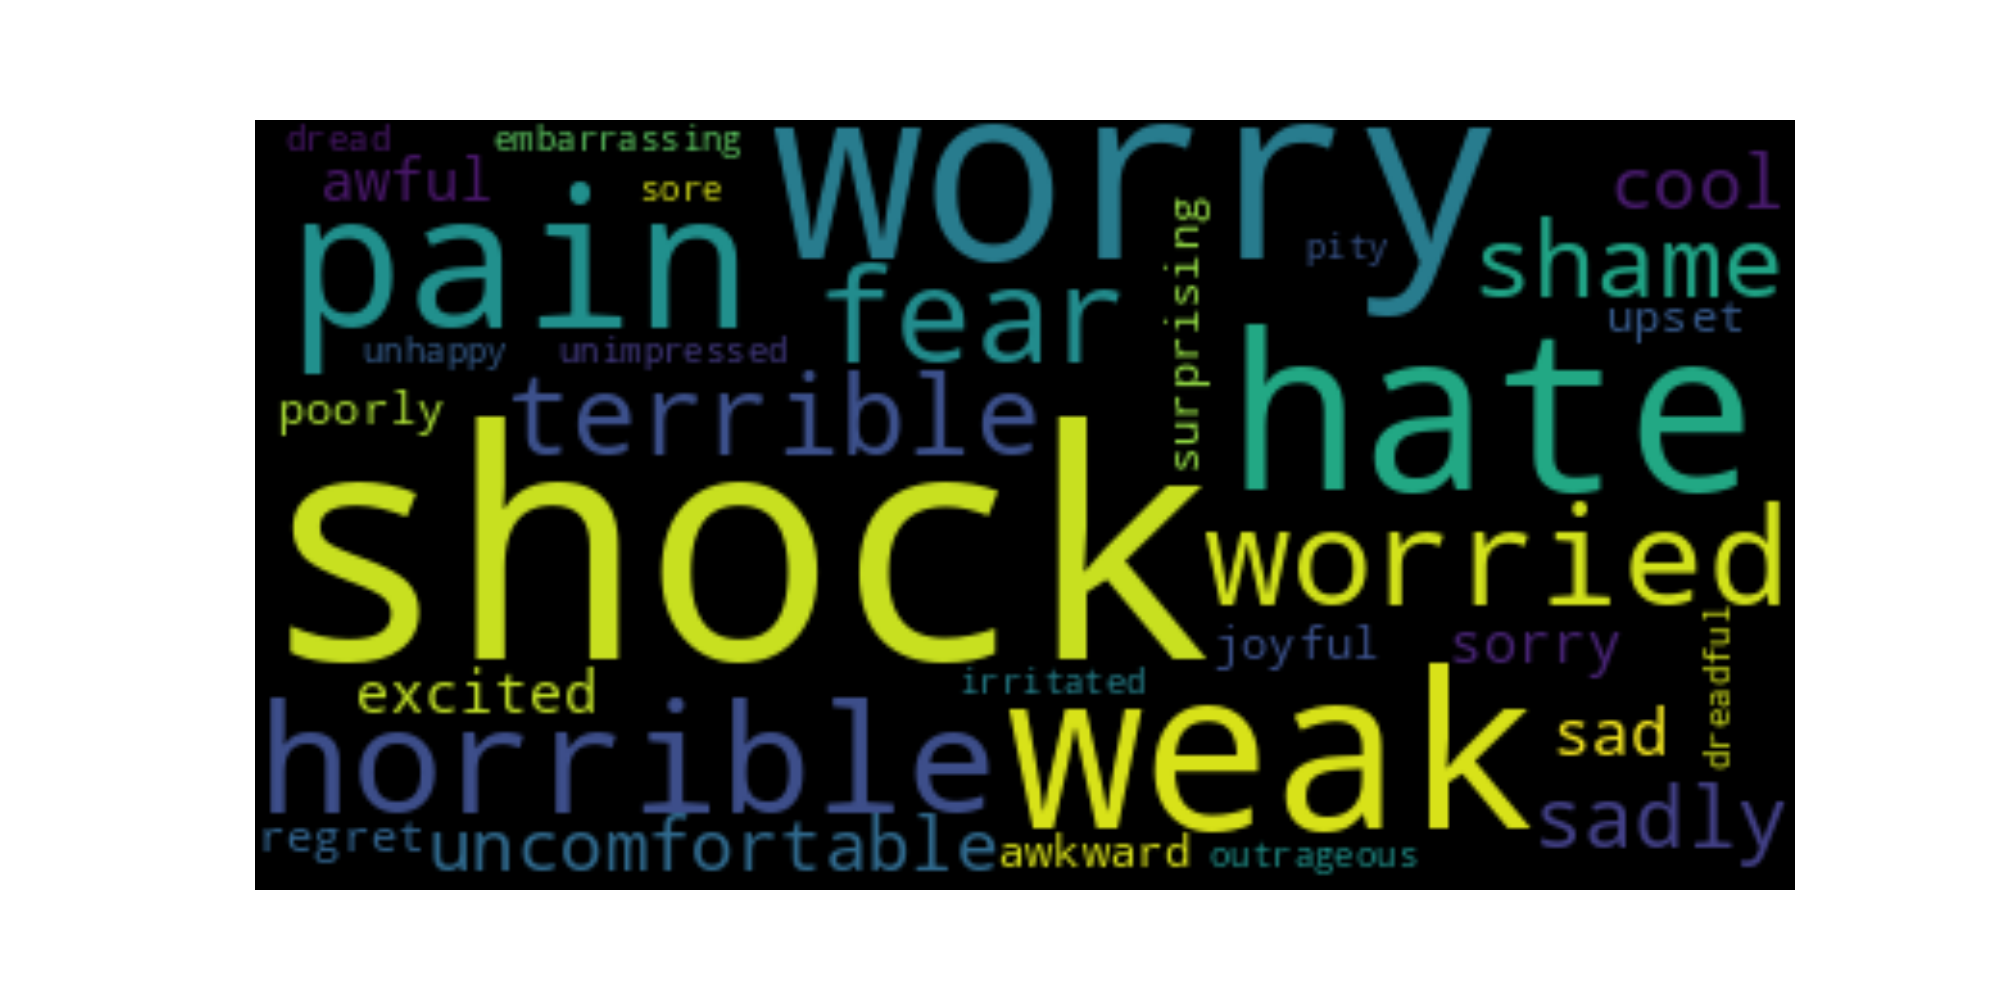 dread
embarrassing
worry
awful
sore
cool
pain
surprising
pity
shame
fear
upset
unhappy
unimpressed
hate
poorly
terrible
shock
worried
joyful
sorry
dreadful
excited
irritated
horrible
weak
sad
sadly
regret
uncomfortable
awkward
outrageous